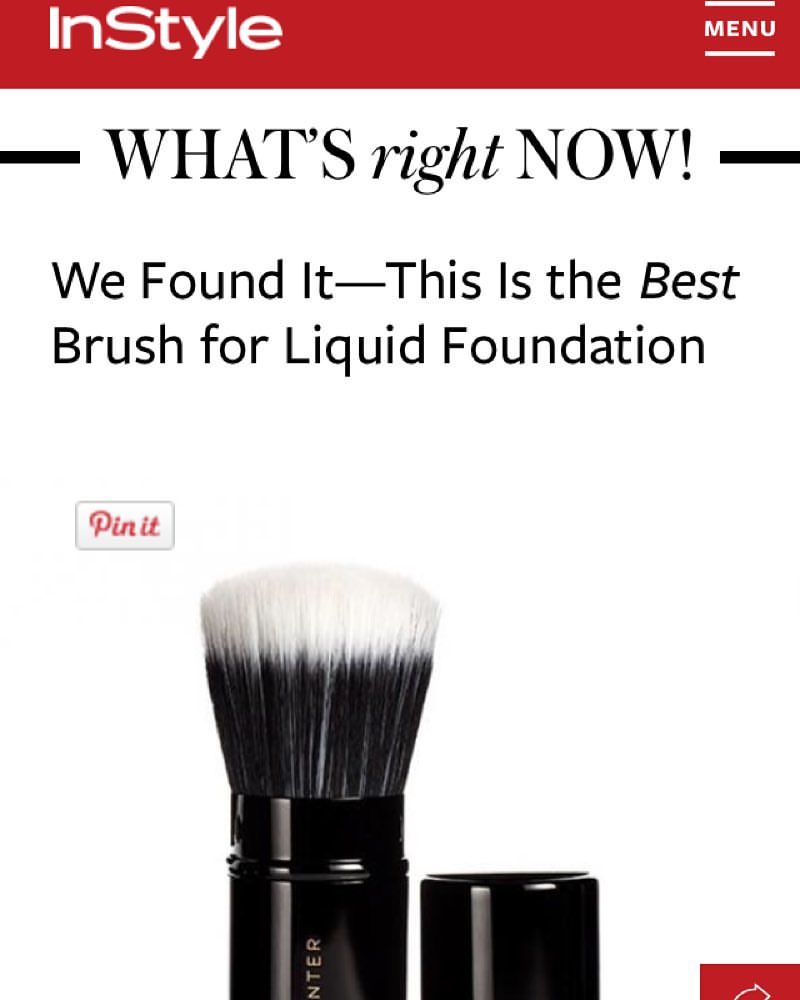 InStyle
MENU
WHAT'S right NOW!
We Found It—This Is the Best
Brush for Liquid Foundation
Pin it
NTER